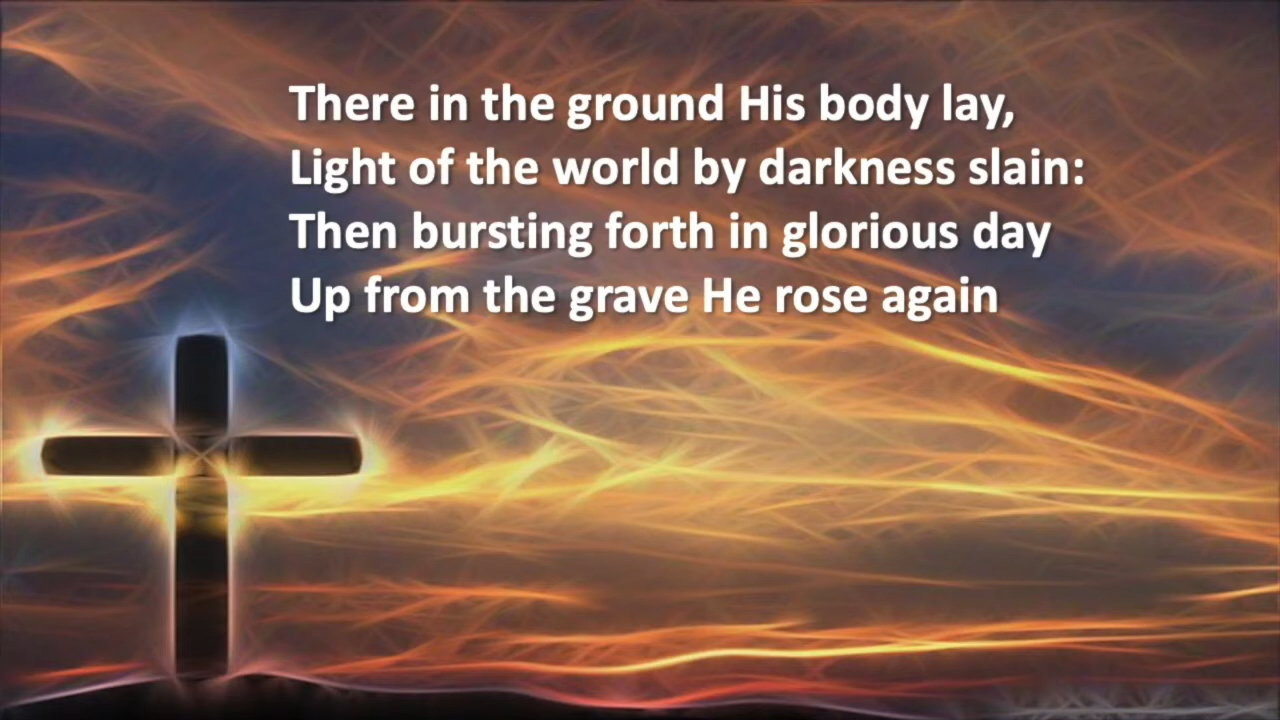 There in the ground His body lay,
Light of the world by darkness slain:
Then bursting forth in glorious day
Up from the grave He rose again